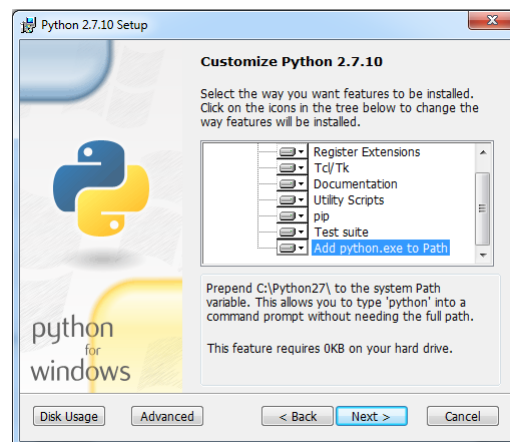 Python 2.7.10 Setup
Customize Python 2.7.10
Select the way you want features to be installed.
Click on the icons in the tree below to change the
way features will be installed.
Register Extensions
Tcl/Tk
Documentation
Utility Scripts
pip
Test suite
Add python.exe to Path
Prepend C:\Python27\ to the system Path
variable. This allows you to type 'python' into a
command prompt without needing the full path.
This feature requires 0KB on your hard drive.
python
for
windows
Disk Usage
Advanced
< Back
Next >
Cancel